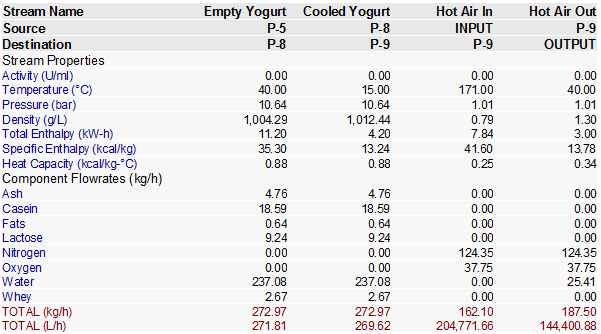 Stream Name Empty Yogurt Cooled Yogurt Hot Air In Hot Air Out
Source P-5 P-8 INPUT P-9
Destination P-8 P-9 P-9 OUTPUT
Stream Properties
Activity (U/ml) 0.00 0.00 0.00 0.00
Temperature (°C) 40.00 15.00 171.00 40.00
Pressure (bar) 10.64 10.64 1.01 1.01
Density (g/L) 1,004.29 1,012.44 0.79 1.30
Total Enthalpy (kW-h) 11.20 4.20 7.84 3.00
Specific Enthalpy (kcal/kg) 35.30 13.24 41.60 13.78
Heat Capacity (kcal/kg-°C) 0.88 0.88 0.25 0.34
Component Flowrates (kg/h)
Ash 4.76 4.76 0.00 0.00
Casein 18.59 18.59 0.00 0.00
Fats 0.64 0.64 0.00 0.00
Lactose 9.24 9.24 0.00 0.00
Nitrogen 0.00 0.00 124.35 124.35
Oxygen 0.00 0.00 37.75 37.75
Water 237.08 237.08 0.00 25.41
Whey 2.67 2.67 0.00 0.00
TOTAL (kg/h) 272.97 272.97 162.10 187.50
TOTAL (L/h) 271.81 269.62 204,771.66 144,400.88